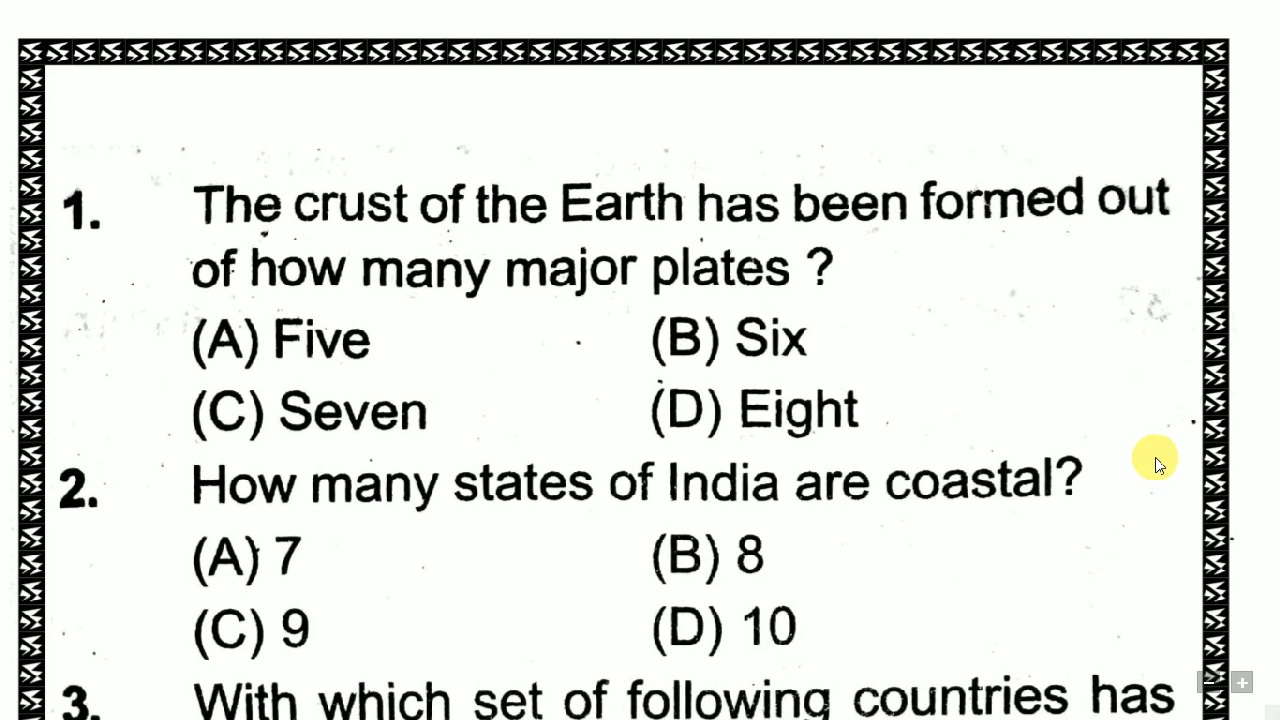 1. The crust of the Earth has been formed out
of how many major plates ?
(A) Five (B) Six
(C) Seven (D) Eight
2. How many states of India are coastal?
(A) 7 (B) 8
(C) 9 (D) 10
3. With which set of following countries has